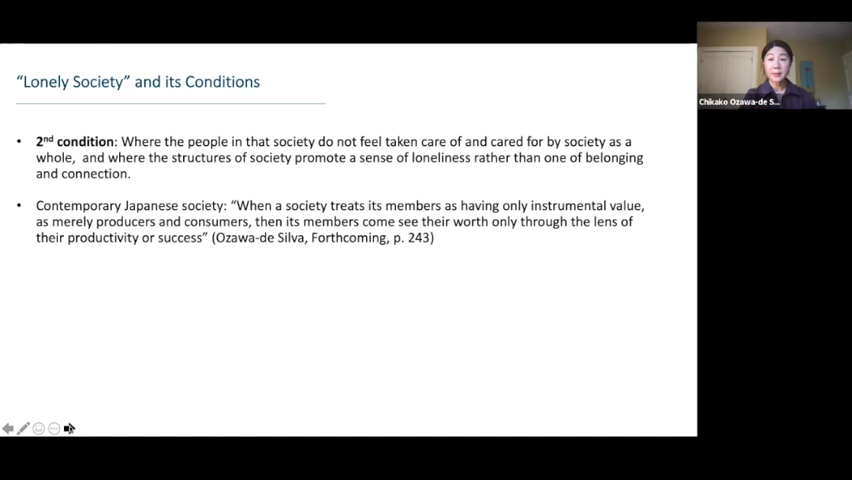 “Lonely Society” and its Conditions
• 2nd condition: Where the people in that society do not feel taken care of and cared for by society as a
whole, and where the structures of society promote a sense of loneliness rather than one of belonging
and connection.
• Contemporary Japanese society: “When a society treats its members as having only instrumental value,
as merely producers and consumers, then its members come see their worth only through the lens of
their productivity or success” (Ozawa-de Silva, Forthcoming, p. 243)
Chikako Ozawa-de S...